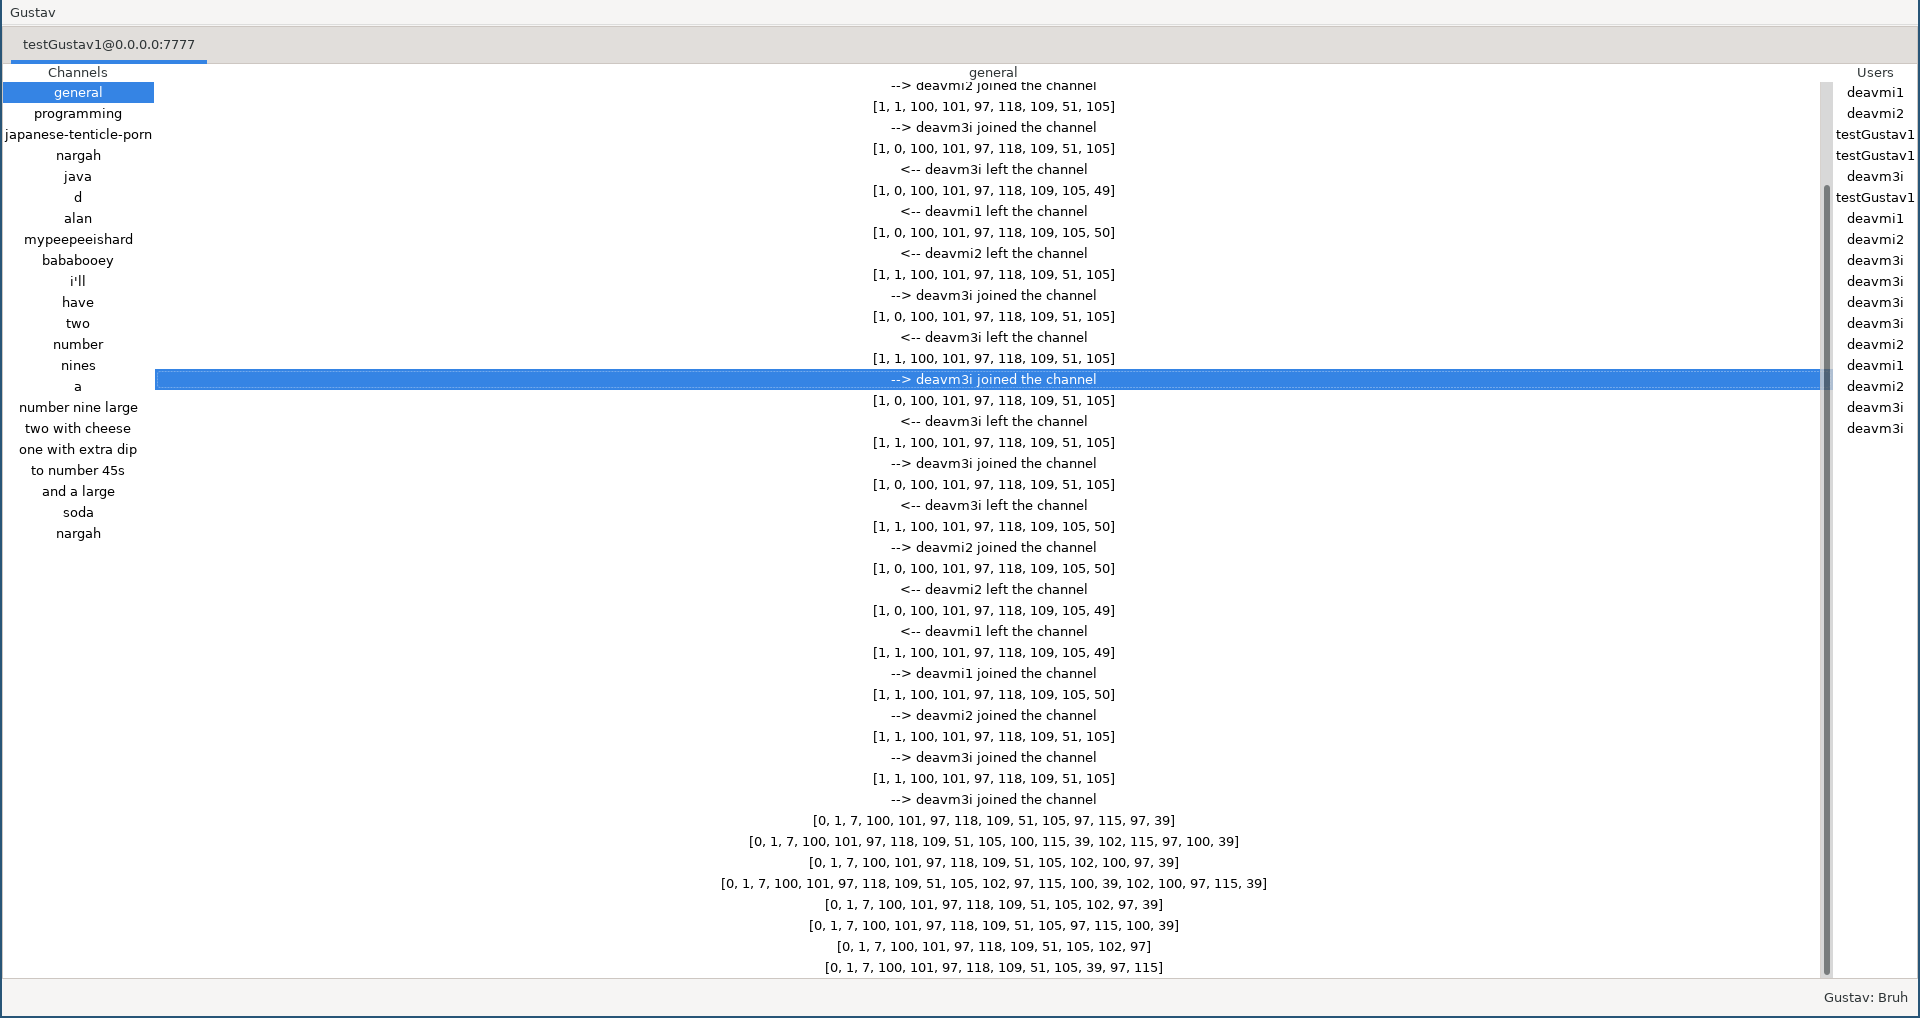 Gustav
testGustav1@0.0.0.0:7777
Channels
general
programming
japanese-tenticle-porn
nargah
java
d
alan
mypeepeeishard
bababooey
i'll
have
two
number
nines
a
number nine large
two with cheese
one with extra dip
to number 45s
and a large
soda
nargah
general
--> deavmi2 joined the channel
[1, 1, 100, 101, 97, 118, 109, 51, 105]
--> deavm3i joined the channel
[1, 0, 100, 101, 97, 118, 109, 51, 105]
<-- deavm3i left the channel
[1, 0, 100, 101, 97, 118, 109, 105, 49]
<-- deavmi1 left the channel
[1, 0, 100, 101, 97, 118, 109, 105, 50]
<-- deavmi2 left the channel
[1, 1, 100, 101, 97, 118, 109, 51, 105]
--> deavm3i joined the channel
[1, 0, 100, 101, 97, 118, 109, 51, 105]
<-- deavm3i left the channel
[1, 1, 100, 101, 97, 118, 109, 51, 105]
--> deavm3i joined the channel
[1, 0, 100, 101, 97, 118, 109, 51, 105]
<-- deavm3i left the channel
[1, 1, 100, 101, 97, 118, 109, 51, 105]
--> deavm3i joined the channel
[1, 0, 100, 101, 97, 118, 109, 51, 105]
<-- deavm3i left the channel
[1, 1, 100, 101, 97, 118, 109, 105, 50]
--> deavmi2 joined the channel
[1, 0, 100, 101, 97, 118, 109, 105, 50]
<-- deavmi2 left the channel
[1, 0, 100, 101, 97, 118, 109, 105, 49]
<-- deavmi1 left the channel
[1, 1, 100, 101, 97, 118, 109, 105, 49]
--> deavmi1 joined the channel
[1, 1, 100, 101, 97, 118, 109, 105, 50]
--> deavmi2 joined the channel
[1, 1, 100, 101, 97, 118, 109, 51, 105]
--> deavm3i joined the channel
[1, 1, 100, 101, 97, 118, 109, 51, 105]
--> deavm3i joined the channel
[0, 1, 7, 100, 101, 97, 118, 109, 51, 105, 97, 115, 97, 39]
[0, 1, 7, 100, 101, 97, 118, 109, 51, 105, 100, 115, 39, 102, 115, 97, 100, 39]
[0, 1, 7, 100, 101, 97, 118, 109, 51, 105, 102, 100, 97, 39]
[0, 1, 7, 100, 101, 97, 118, 109, 51, 105, 102, 97, 115, 100, 39, 102, 100, 97, 115, 39]
[0, 1, 7, 100, 101, 97, 118, 109, 51, 105, 102, 97, 39]
[0, 1, 7, 100, 101, 97, 118, 109, 51, 105, 97, 115, 100, 39]
[0, 1, 7, 100, 101, 97, 118, 109, 51, 105, 102, 97]
[0, 1, 7, 100, 101, 97, 118, 109, 51, 105, 39, 97, 115]
Users
deavmi1
deavmi2
testGustav1
testGustav1
deavm3i
testGustav1
deavmi1
deavmi2
deavm3i
deavm3i
deavm3i
deavm3i
deavmi2
deavmi1
deavmi2
deavm3i
deavm3i
Gustav: Bruh